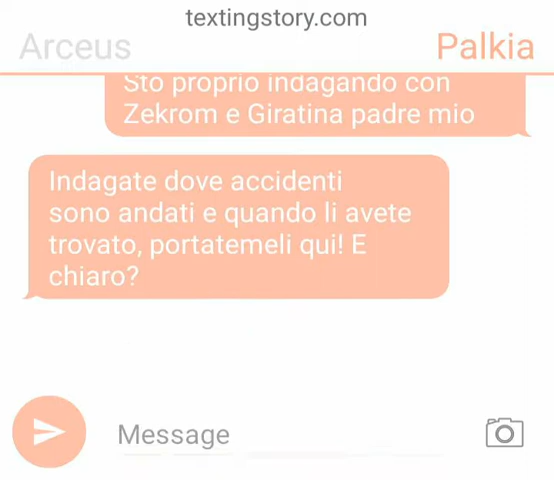 textingstory.com
Arceus
Palkia
Sto proprio indagando con
Zekrom e Giratina padre mio
Indagate dove accidenti
sono andati e quando li avete
trovato, portatemeli qui! E
chiaro?
Message